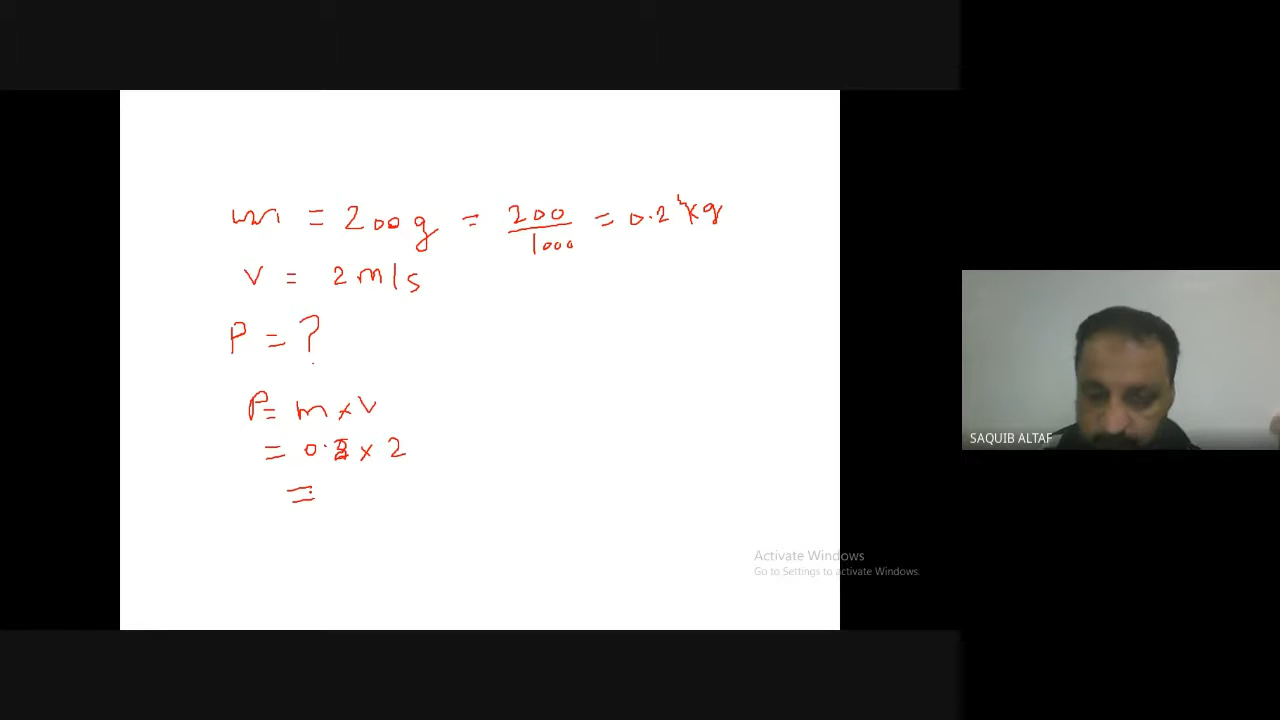 = 200g = 200/1000 = 0.2 kg
v = 2m/s
P = ?
P = m × v
= 0.2 × 2
=
SAQUIB ALTAF
Activate Windows
Go to Settings to activate Windows.